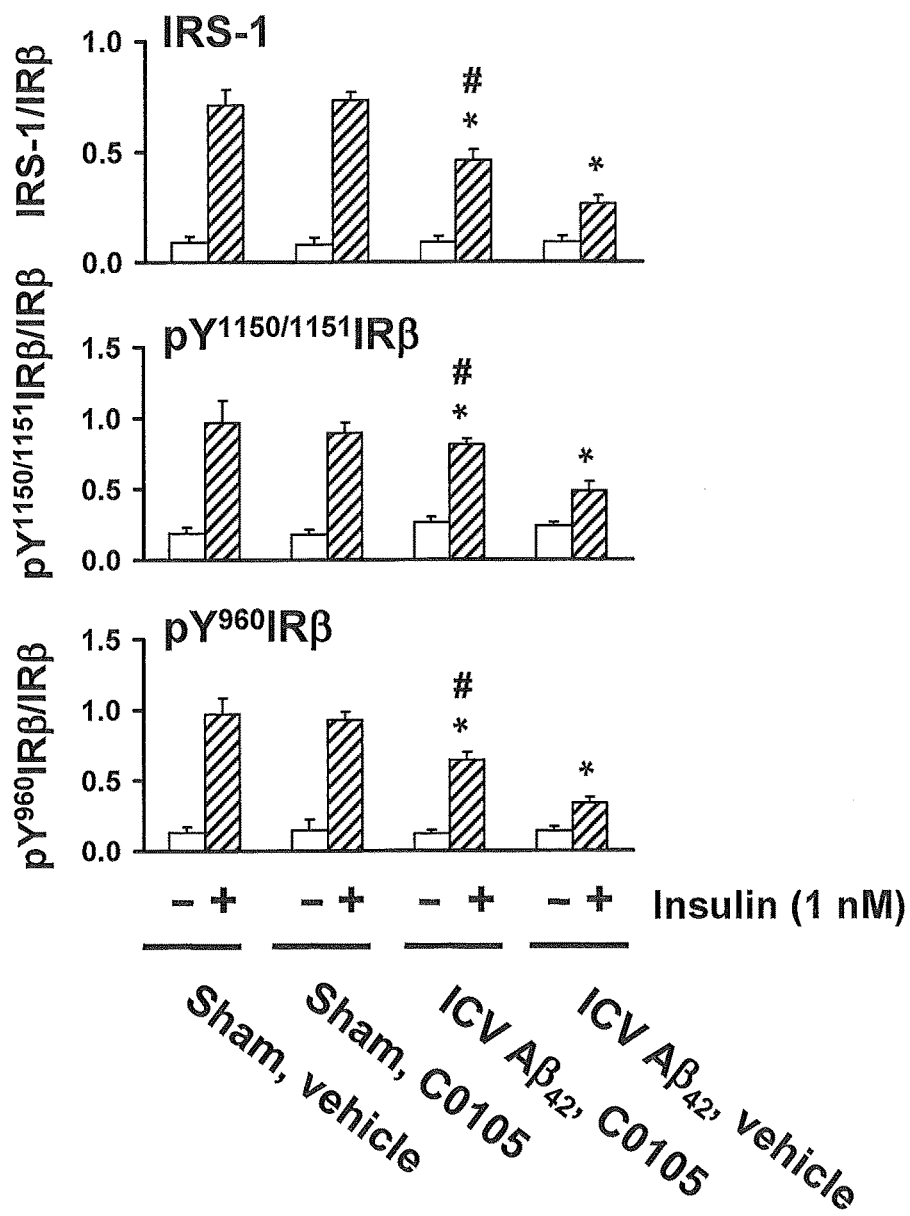 IRS-1
IRS-1/IRβ
1.0
#
*
*
0.5
0.0
pY1150/1151IRβ
pY1150/1151IRβ/IRβ
1.5
#
*
*
1.0
0.5
0.0
pY960IRβ
pY960IRβ/IRβ
1.5
#
*
*
1.0
0.5
0.0
- + - + - + - + Insulin (1 nM)
Sham, vehicle
Sham, C0105
ICV Aβ42, C0105
ICV Aβ42, vehicle